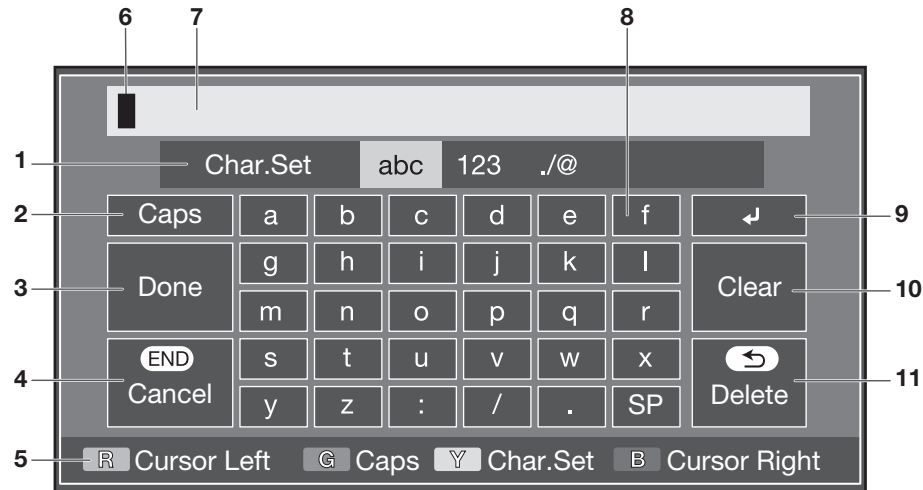 6 7 8
1 Char.Set abc 123 ./@
2 Caps a b c d e f ↲ 9
g h i j k l
3 Done Clear 10
m n o p q r
END s t u v w x
4 Cancel Delete 11
y z : / . SP
5 R Cursor Left G Caps Y Char.Set B Cursor Right